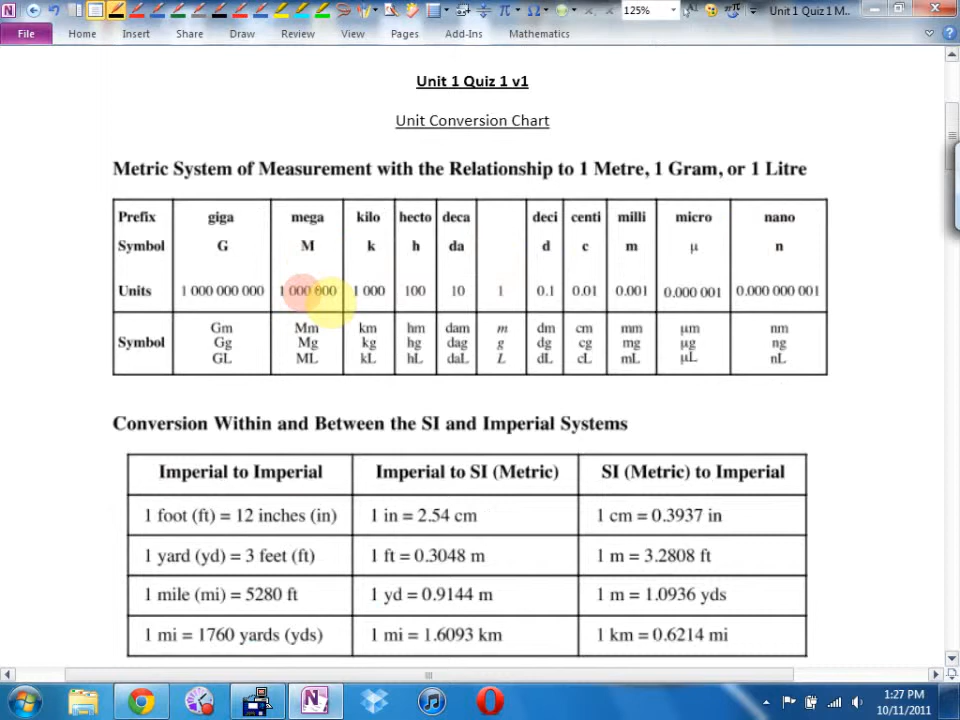 125%
Unit 1 Quiz 1 M..
File Home Insert Share Draw Review View Pages Add-Ins Mathematics
Unit 1 Quiz 1 v1
Unit Conversion Chart
Metric System of Measurement with the Relationship to 1 Metre, 1 Gram, or 1 Litre
Prefix giga mega kilo hecto deca deci centi milli micro nano
Symbol G M k h da d c m μ n
Units 1 000 000 000 1 000 000 1 000 100 10 1 0.1 0.01 0.001 0.000 001 0.000 000 001
Gm Mm km hm dam m dm cm mm μm nm
Symbol Gg Mg kg hg dag g dg cg mg μg ng
GL ML kL hL daL L dL cL mL μL nL
Conversion Within and Between the SI and Imperial Systems
Imperial to Imperial Imperial to SI (Metric) SI (Metric) to Imperial
1 foot (ft) = 12 inches (in) 1 in = 2.54 cm 1 cm = 0.3937 in
1 yard (yd) = 3 feet (ft) 1 ft = 0.3048 m 1 m = 3.2808 ft
1 mile (mi) = 5280 ft 1 yd = 0.9144 m 1 m = 1.0936 yds
1 mi = 1760 yards (yds) 1 mi = 1.6093 km 1 km = 0.6214 mi
1:27 PM
10/11/2011